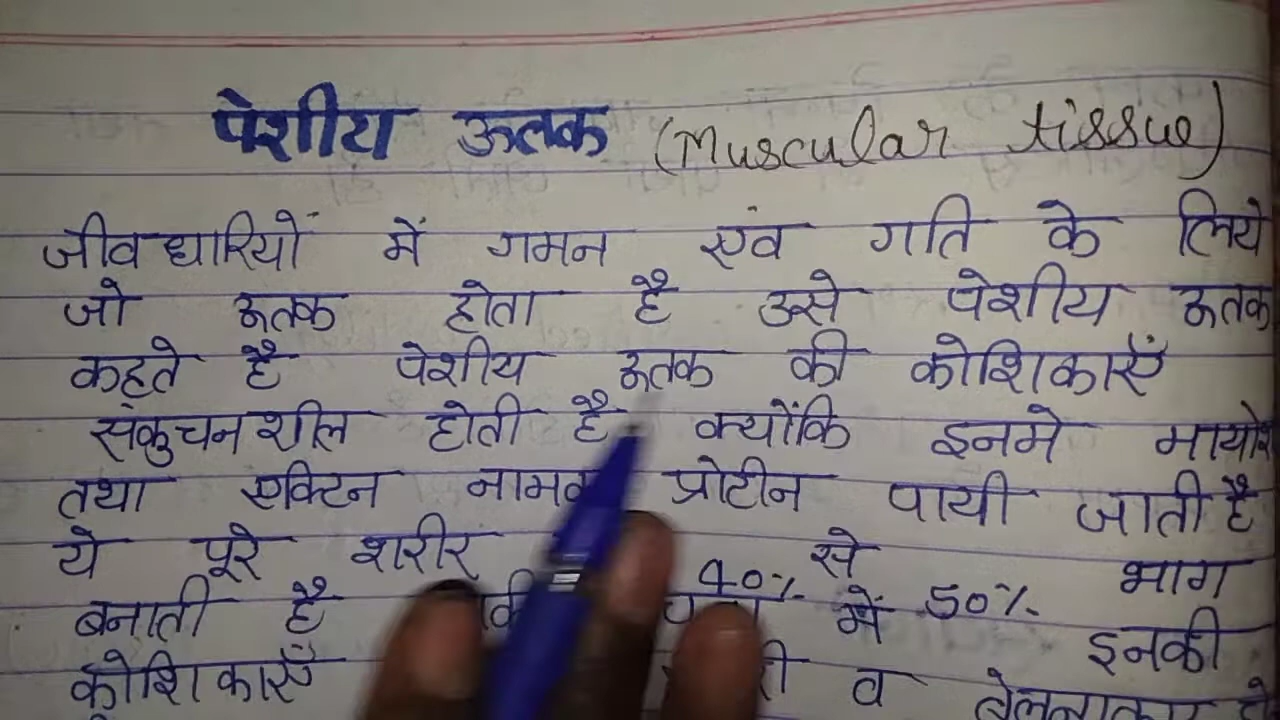 पेशीय ऊतक (Muscular tissue)
जीवधारियों में गमन एवं गति के लिये
जो ऊतक होता है उसे पेशीय ऊतक
कहते है पेशीय ऊतक की कोशिकाएँ
संकुचनशील होती है क्योंकि इनमे
तथा एक्टिन नामक प्रोटीन पायी जाती है
ये पूरे शरीर 40% से 50% भाग
बनाती है में इनकी
कोशिकाएँ व